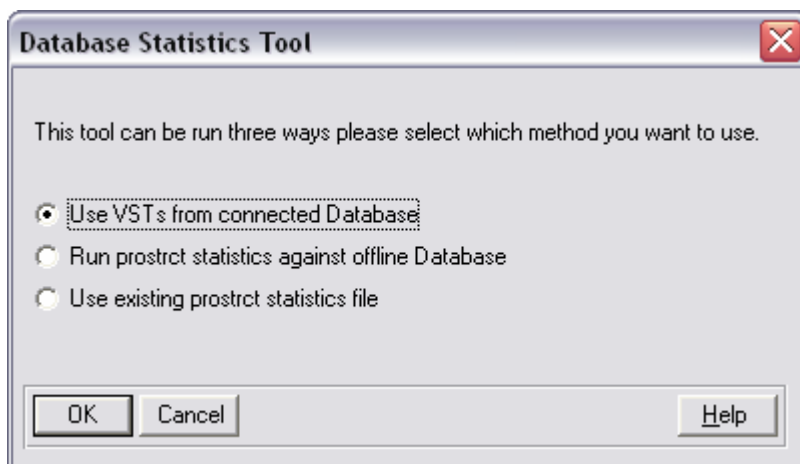 Database Statistics Tool
This tool can be run three ways please select which method you want to use.
Use VSTs from connected Database
Run prostrct statistics against offline Database
Use existing prostrct statistics file
OK Cancel Help